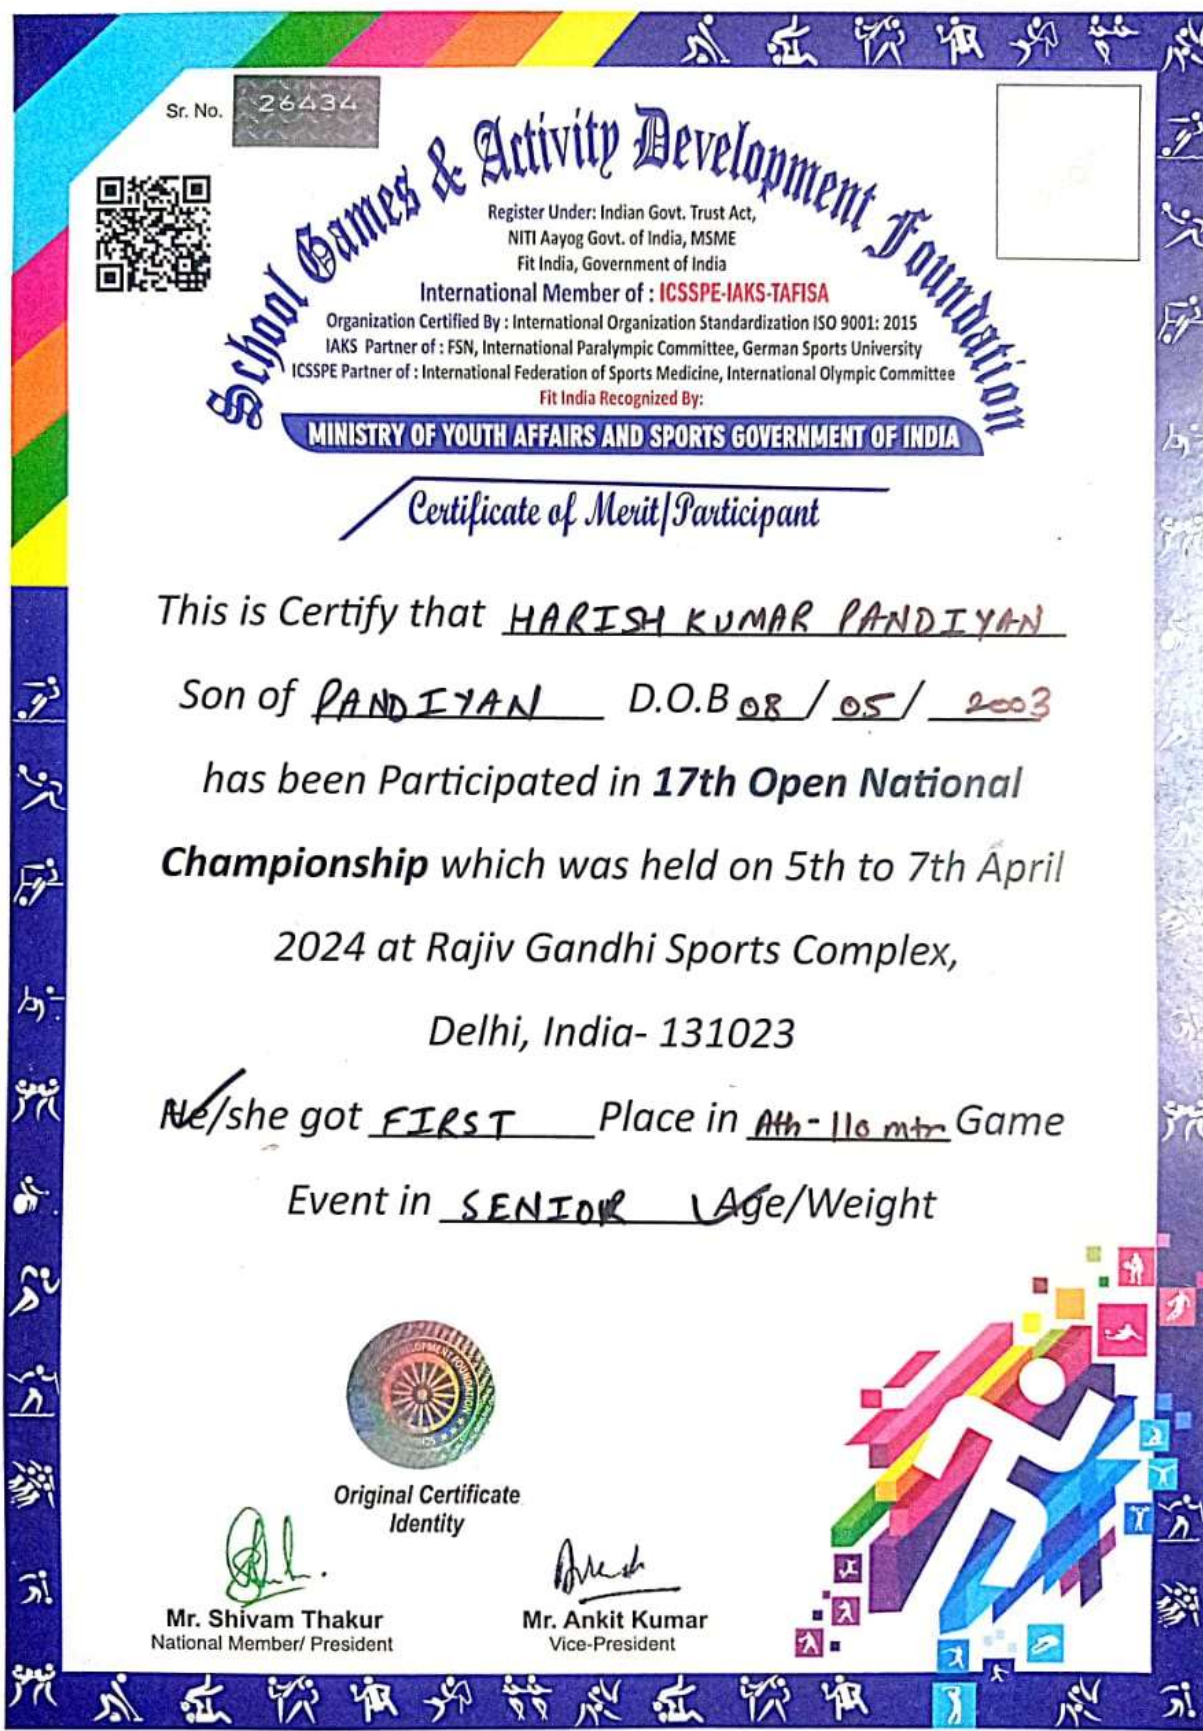 Sr. No. 26434
School Games & Activity Development Foundation
Register Under: Indian Govt. Trust Act,
NITI Aayog Govt. of India, MSME
Fit India, Government of India
International Member of : ICSSPE-IAKS-TAFISA
Organization Certified By : International Organization Standardization ISO 9001: 2015
IAKS Partner of : FSN, International Paralympic Committee, German Sports University
ICSSPE Partner of : International Federation of Sports Medicine, International Olympic Committee
Fit India Recognized By:
MINISTRY OF YOUTH AFFAIRS AND SPORTS GOVERNMENT OF INDIA
Certificate of Merit/Participant
This is Certify that HARISH KUMAR PANDIYAN
Son of PANDIYAN D.O.B 08 / 05 / 2003
has been Participated in 17th Open National
Championship which was held on 5th to 7th April
2024 at Rajiv Gandhi Sports Complex,
Delhi, India- 131023
He/she got FIRST Place in Ath - 110 mtr Game
Event in SENIOR Age/Weight
DEVELOPMENT FOUNDATION
Original Certificate
Identity
Mr. Shivam Thakur
National Member/ President
Mr. Ankit Kumar
Vice-President